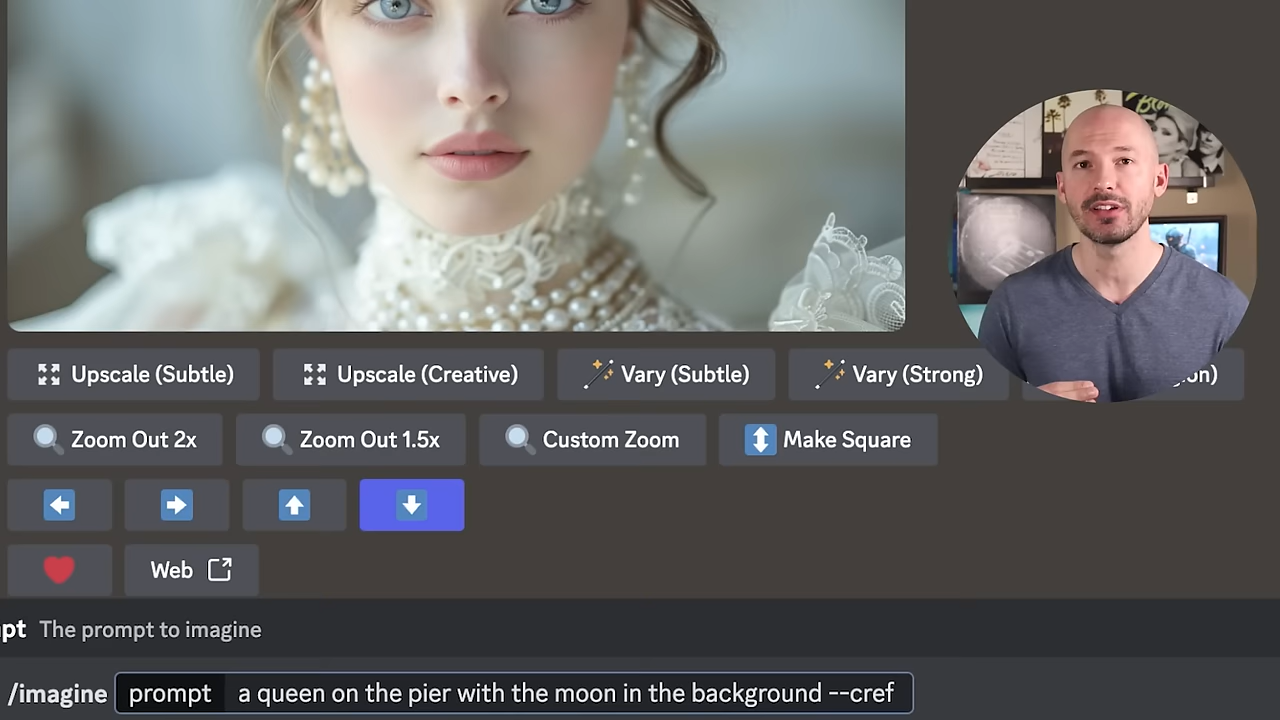 Upscale (Subtle) Upscale (Creative) Vary (Subtle) Vary (Strong) on)
Zoom Out 2x Zoom Out 1.5x Custom Zoom Make Square
Web
pt The prompt to imagine
/imagine prompt a queen on the pier with the moon in the background --cref